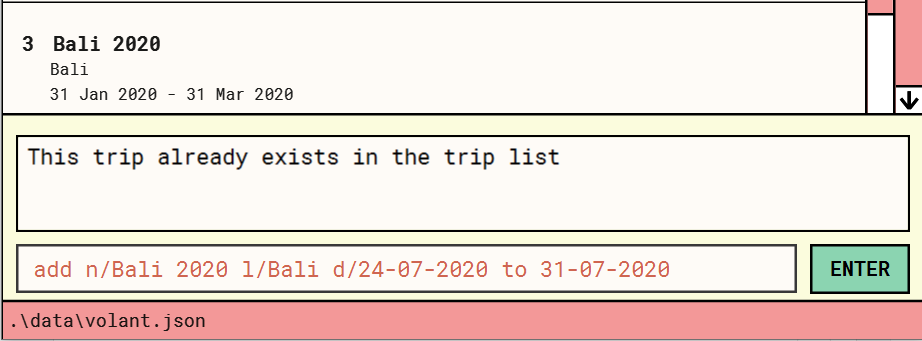 3 Bali 2020
Bali
31 Jan 2020 - 31 Mar 2020
This trip already exists in the trip list
add n/Bali 2020 l/Bali d/24-07-2020 to 31-07-2020
ENTER
.\data\volant.json